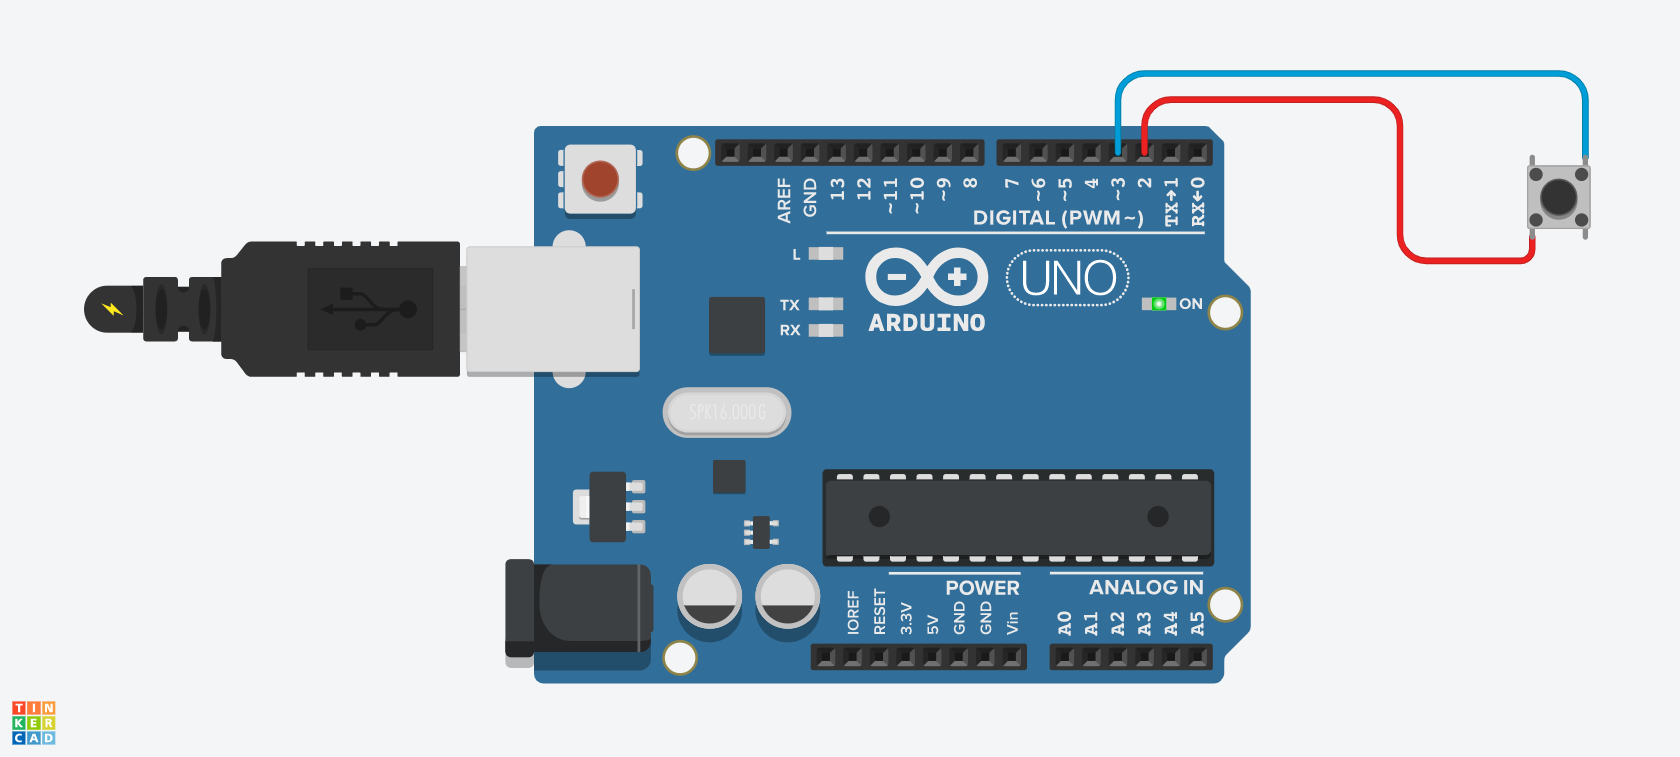 AREF
GND
13
12
~11
~10
~9
8
7
~6
~5
4
~3
2
TX→1
RX←0
DIGITAL (PWM~)
L
TX
RX
UNO
ARDUINO
ON
SPK16.000G
POWER
ANALOG IN
IOREF
RESET
3.3V
5V
GND
GND
Vin
A0
A1
A2
A3
A4
A5
TIN
KER
CAD